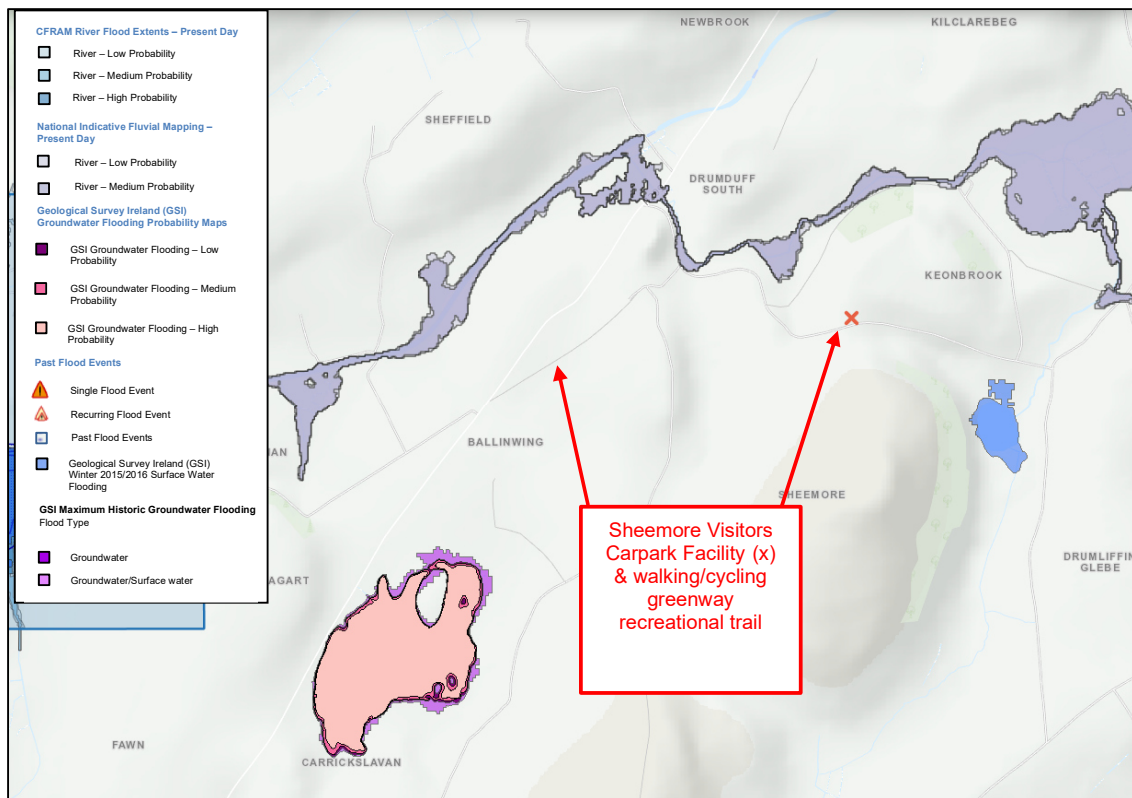 CFRAM River Flood Extents – Present Day
River – Low Probability
River – Medium Probability
River – High Probability
National Indicative Fluvial Mapping –
Present Day
River – Low Probability
River – Medium Probability
Geological Survey Ireland (GSI)
Groundwater Flooding Probability Maps
GSI Groundwater Flooding – Low
Probability
GSI Groundwater Flooding – Medium
Probability
GSI Groundwater Flooding – High
Probability
Past Flood Events
Single Flood Event
Recurring Flood Event
Past Flood Events
Geological Survey Ireland (GSI)
Winter 2015/2016 Surface Water
Flooding
GSI Maximum Historic Groundwater Flooding
Flood Type
Groundwater
Groundwater/Surface water
NEWBROOK
KILCLAREBEG
SHEFFIELD
DRUMDUFF
SOUTH
KEONBROOK
BALLINWING
SHEEMORE
DRUMLIFFIN
GLEBE
AGART
FAWN
CARRICKSLAVAN
Sheemore Visitors
Carpark Facility (x)
& walking/cycling
greenway
recreational trail